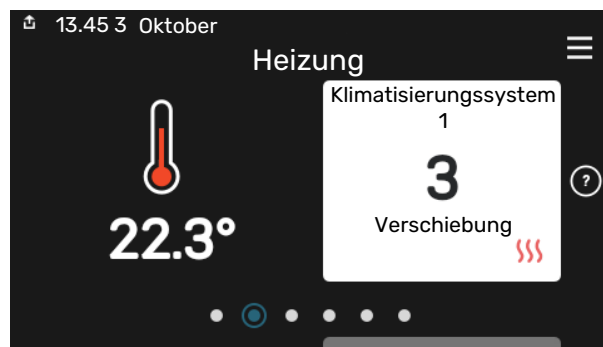 13.45 3 Oktober
Heizung
Klimatisierungssystem
1
3
Verschiebung
22.3°
?